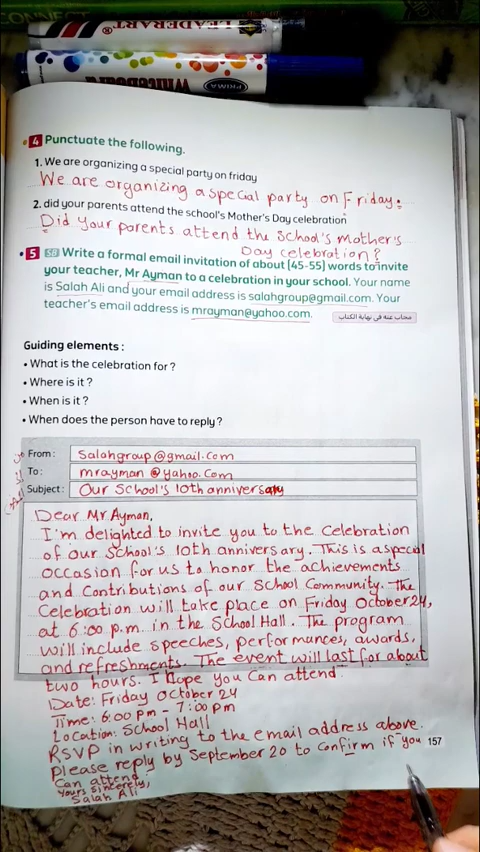 LEADERART
PRIMA
Whiteboard
4 Punctuate the following.
1. We are organizing a special party on friday
We are organizing a special party on Friday.
2. did your parents attend the school's Mother's Day celebration
Did your parents attend the school's Mother's
Day celebration?
5 Write a formal email invitation of about (45-55) words to invite
your teacher, Mr Ayman to a celebration in your school. Your name
is Salah Ali and your email address is salahgroup@gmail.com. Your
teacher's email address is mrayman@yahoo.com.
مجاب عنه فى نهاية الكتاب
Guiding elements :
• What is the celebration for ?
• Where is it ?
• When is it ?
• When does the person have to reply ?
From : Salahgroup@gmail.com
To : mrayman @yahoo.Com
Subject : Our School's 10th anniversary
Dear Mr Ayman,
I'm delighted to invite you to the Celebration
of our school's 10th anniversary. This is a special
occasion for us to honor the achievements
and Contributions of our School Community. The
Celebration will take place on Friday October 24,
at 6:00 p.m. in the School Hall. The program
will include speeches, performances, awards,
and refreshments. The event will last for about
two hours. I hope you Can attend.
Date: Friday October 24
Time: 6:00 pm - 7:00 pm
Location: School Hall
RSVP in writing to the email address above.
Please reply by September 20 to Confirm if you
Can attend.
Yours Sincerely,
Salah Ali
157